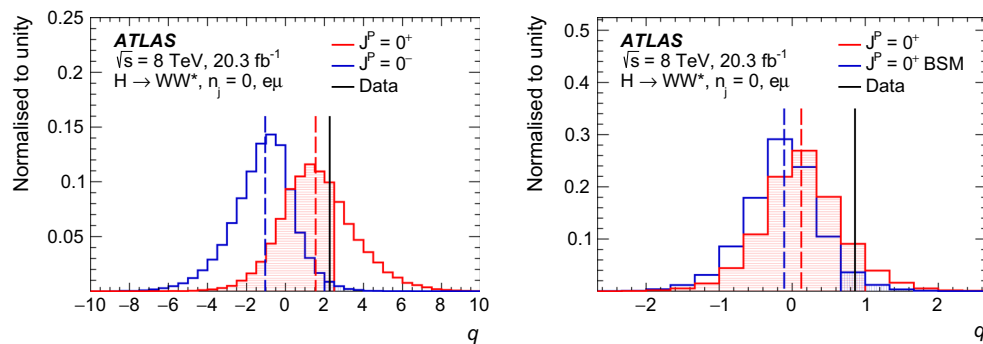 Normalised to unity
0.25
0.2
0.15
0.1
0.05
ATLAS
√s = 8 TeV, 20.3 fb⁻¹
H → WW*, n_j = 0, eμ
J^P = 0⁺
J^P = 0⁻
Data
−10 −8 −6 −4 −2 0 2 4 6 8 10
q
Normalised to unity
0.5
0.4
0.3
0.2
0.1
ATLAS
√s = 8 TeV, 20.3 fb⁻¹
H → WW*, n_j = 0, eμ
J^P = 0⁺
J^P = 0⁺ BSM
Data
−2 −1 0 1 2
q